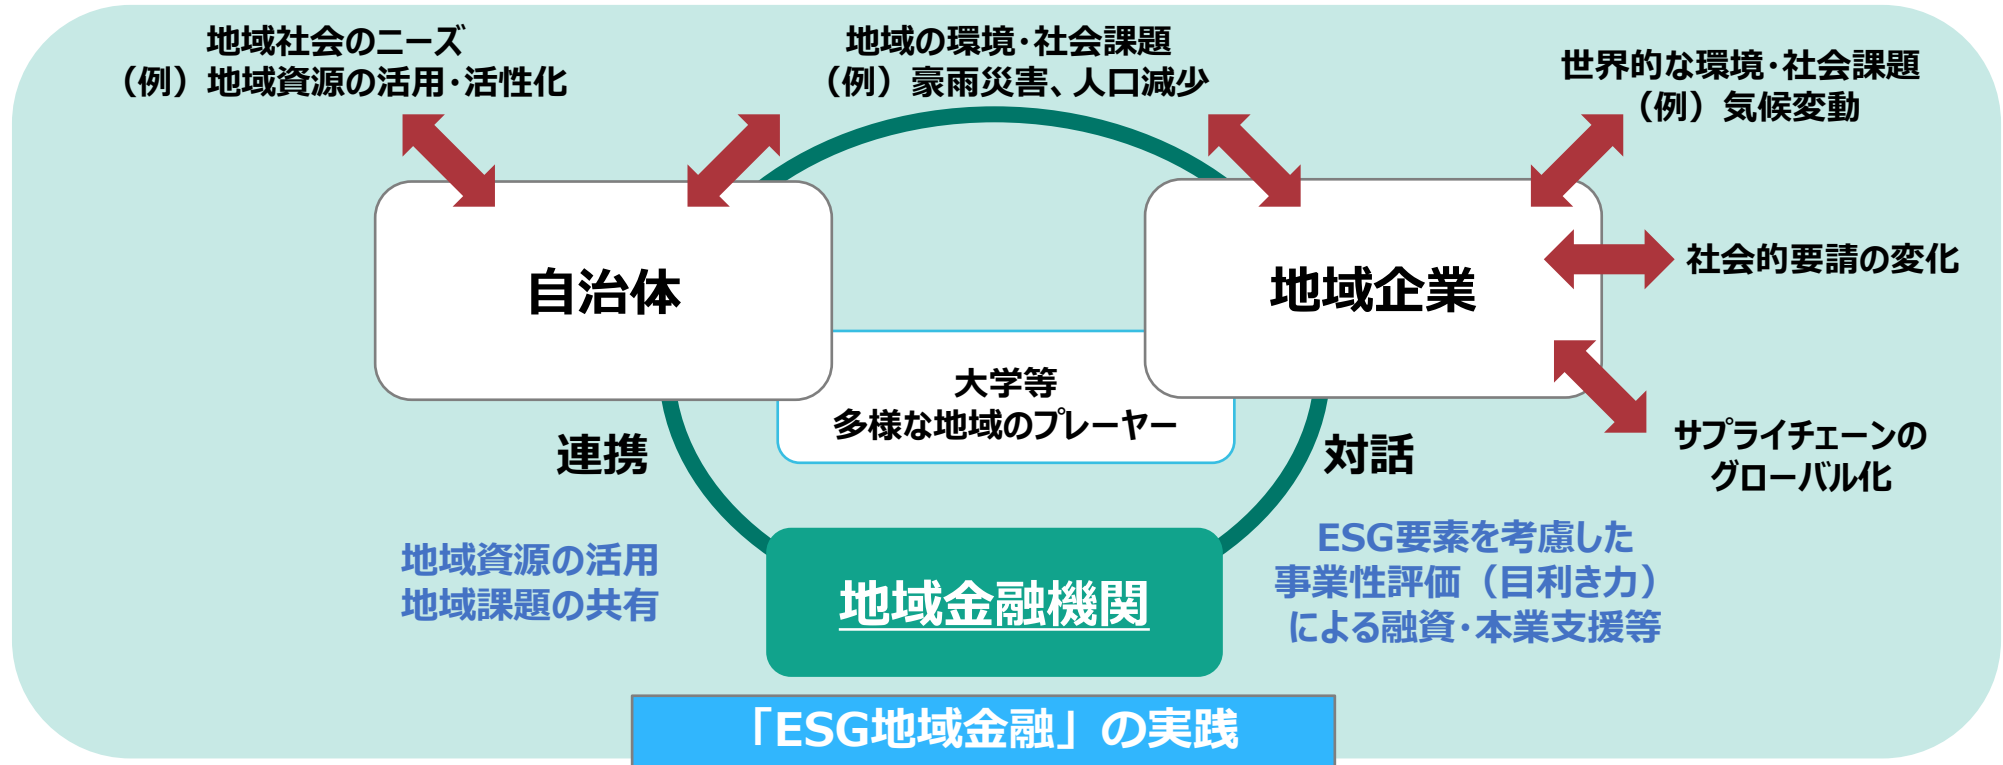 地域社会のニーズ
（例）地域資源の活用・活性化
地域の環境・社会課題
（例）豪雨災害、人口減少
世界的な環境・社会課題
（例）気候変動
自治体
地域企業
社会的要請の変化
大学等
多様な地域のプレーヤー
連携
対話
サプライチェーンの
グローバル化
地域資源の活用
地域課題の共有
地域金融機関
ESG要素を考慮した
事業性評価（目利き力）
による融資・本業支援等
「ESG地域金融」の実践